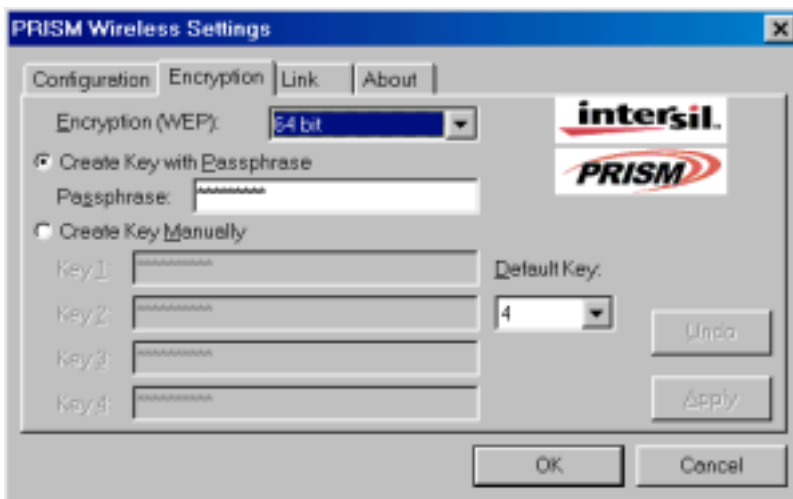 PRISM Wireless Settings
Configuration Encryption Link About
Encryption (WEP): 64 bit
intersil.
PRISM
Create Key with Passphrase
Passphrase: *********
Create Key Manually
Key 1: **********
Default Key:
Key 2: **********
4
Undo
Key 3: **********
Key 4: **********
Apply
OK Cancel